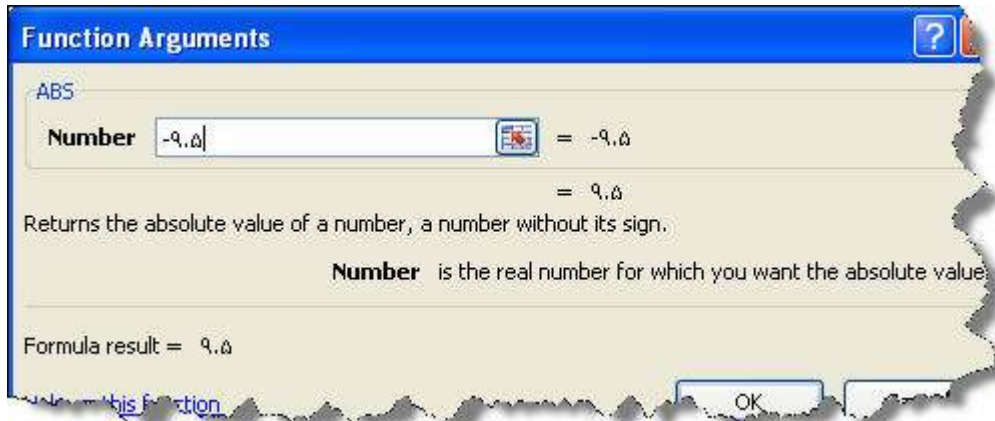 Function Arguments ?
ABS
Number -۹.۵ = -۹.۵
= ۹.۵
Returns the absolute value of a number, a number without its sign.
Number is the real number for which you want the absolute value
Formula result = ۹.۵
this OK